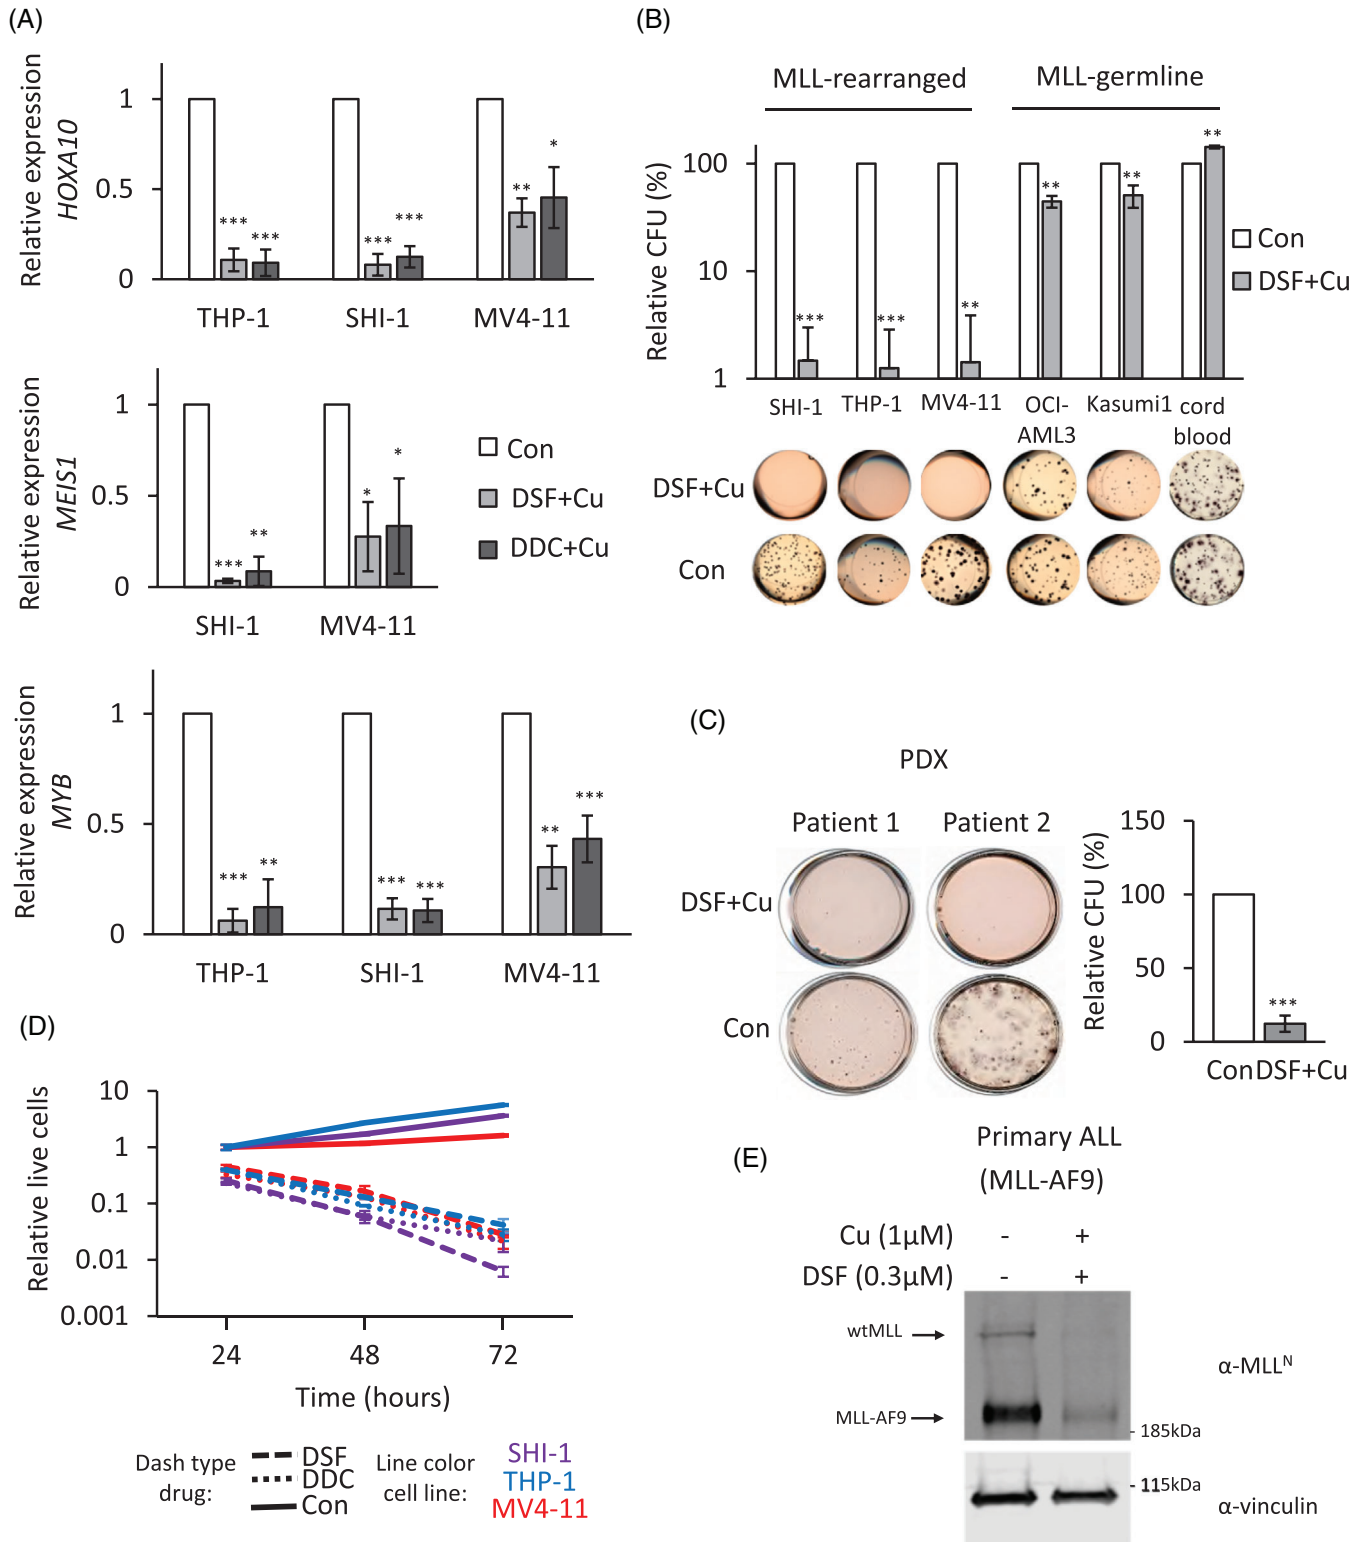 (A)
Relative expression
HOXA10
1
0.5
0
***
***
***
***
**
*
THP-1
SHI-1
MV4-11
Relative expression
MEIS1
1
0.5
0
***
**
*
*
SHI-1
MV4-11
Con
DSF+Cu
DDC+Cu
Relative expression
MYB
1
0.5
0
***
**
***
***
**
***
THP-1
SHI-1
MV4-11
(B)
MLL-rearranged
MLL-germline
Relative CFU (%)
100
10
1
***
***
**
**
**
**
Con
DSF+Cu
SHI-1
THP-1
MV4-11
OCI-
AML3
Kasumi1
cord
blood
DSF+Cu
Con
(C)
PDX
Patient 1
Patient 2
DSF+Cu
Con
Relative CFU (%)
150
100
50
0
***
Con
DSF+Cu
(D)
Relative live cells
10
1
0.1
0.01
0.001
24
48
72
Time (hours)
Dash type
drug:
DSF
DDC
Con
Line color
cell line:
SHI-1
THP-1
MV4-11
(E)
Primary ALL
(MLL-AF9)
Cu (1µM) - +
DSF (0.3µM) - +
wtMLL
MLL-AF9
α-MLLᴺ
- 185kDa
- 115kDa
α-vinculin